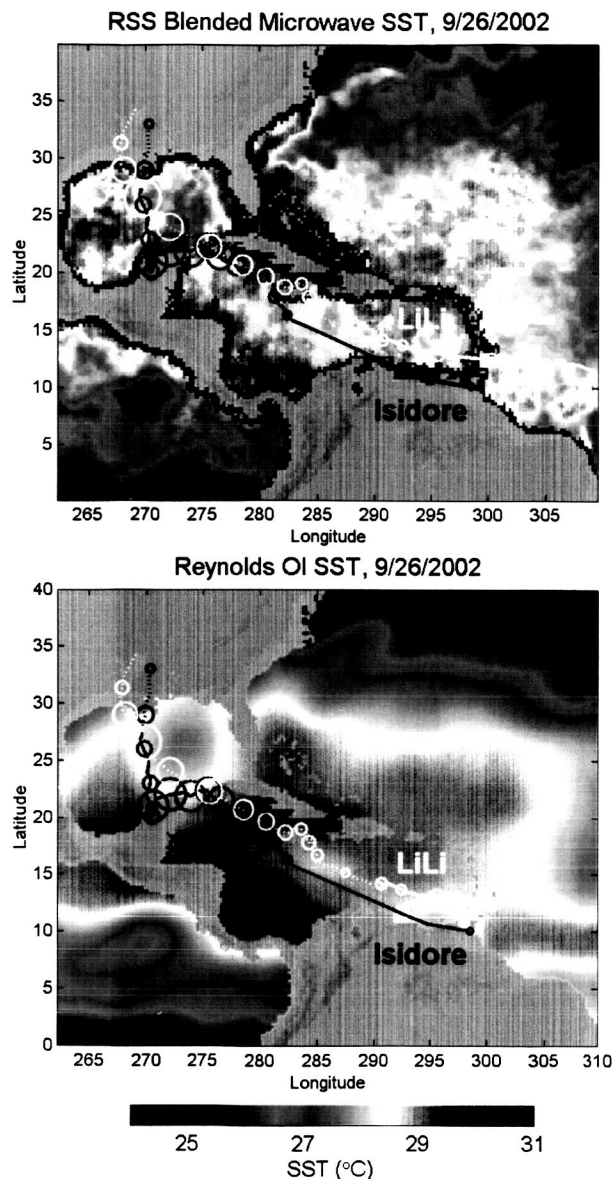 RSS Blended Microwave SST, 9/26/2002
35
30
25
20
15
10
5
Latitude
LiLi
Isidore
265 270 275 280 285 290 295 300 305
Longitude
Reynolds OI SST, 9/26/2002
40
35
30
25
20
15
10
5
0
Latitude
LiLi
Isidore
265 270 275 280 285 290 295 300 305 310
Longitude
25 27 29 31
SST (°C)